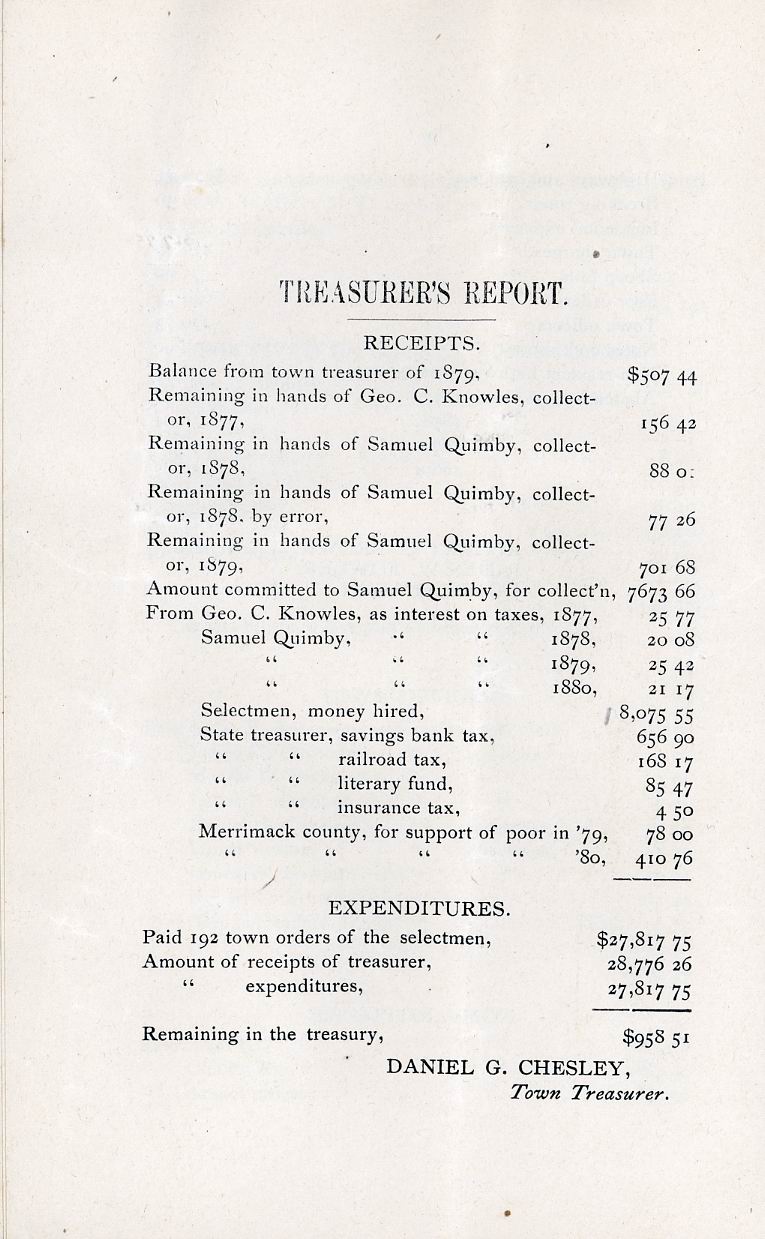 TREASURER'S REPORT.
RECEIPTS.
Balance from town treasurer of 1879, $507 44
Remaining in hands of Geo. C. Knowles, collect-
or, 1877, 156 42
Remaining in hands of Samuel Quimby, collect-
or, 1878, 88 0
Remaining in hands of Samuel Quimby, collect-
or, 1878. by error, 77 26
Remaining in hands of Samuel Quimby, collect-
or, 1879, 701 68
Amount committed to Samuel Quimby, for collect'n, 7673 66
From Geo. C. Knowles, as interest on taxes, 1877, 25 77
Samuel Quimby, “ “ 1878, 20 08
“ “ “ 1879, 25 42
“ “ “ 1880, 21 17
Selectmen, money hired, 8,075 55
State treasurer, savings bank tax, 656 90
“ “ railroad tax, 168 17
“ “ literary fund, 85 47
“ “ insurance tax, 4 50
Merrimack county, for support of poor in '79, 78 00
“ “ “ “ '80, 410 76
EXPENDITURES.
Paid 192 town orders of the selectmen, $27,817 75
Amount of receipts of treasurer, 28,776 26
“ expenditures, 27,817 75
Remaining in the treasury, $958 51
DANIEL G. CHESLEY,
Town Treasurer.